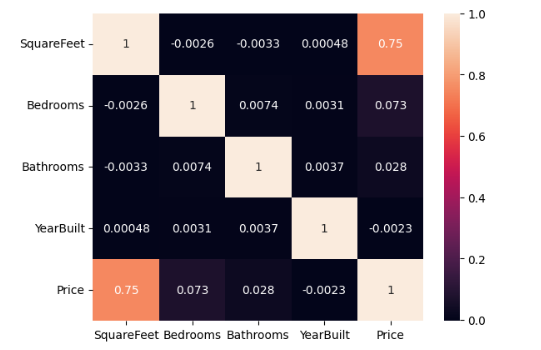 SquareFeet 1 -0.0026 -0.0033 0.00048 0.75
Bedrooms -0.0026 1 0.0074 0.0031 0.073
Bathrooms -0.0033 0.0074 1 0.0037 0.028
YearBuilt 0.00048 0.0031 0.0037 1 -0.0023
Price 0.75 0.073 0.028 -0.0023 1
SquareFeet Bedrooms Bathrooms YearBuilt Price
1.0
0.8
0.6
0.4
0.2
0.0